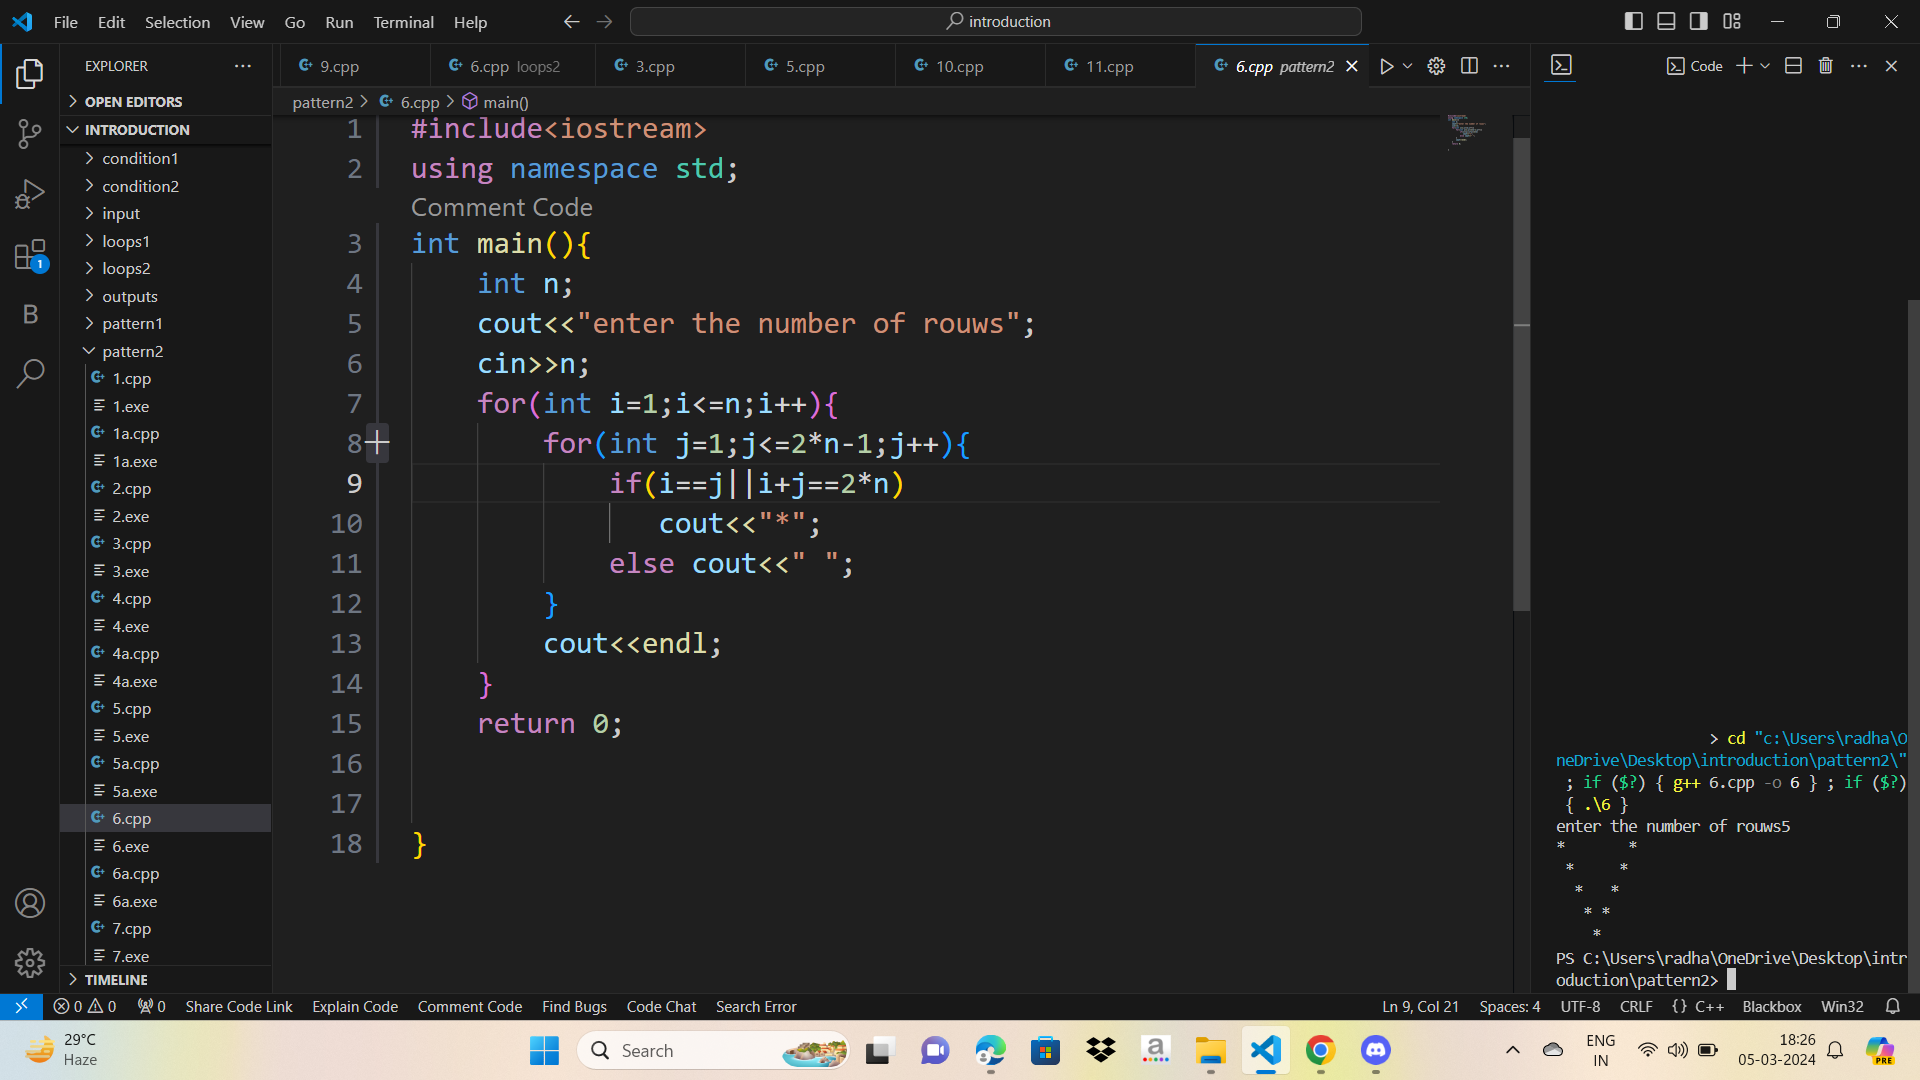 File Edit Selection View Go Run Terminal Help
introduction
EXPLORER
OPEN EDITORS
INTRODUCTION
condition1
condition2
input
loops1
loops2
outputs
pattern1
pattern2
1.cpp
1.exe
1a.cpp
1a.exe
2.cpp
2.exe
3.cpp
3.exe
4.cpp
4.exe
4a.cpp
4a.exe
5.cpp
5.exe
5a.cpp
5a.exe
6.cpp
6.exe
6a.cpp
6a.exe
7.cpp
7.exe
TIMELINE
9.cpp 6.cpp loops2 3.cpp 5.cpp 10.cpp 11.cpp 6.cpp pattern2
pattern2 > 6.cpp > main()
1 #include<iostream>
2 using namespace std;
Comment Code
3 int main(){
4 int n;
5 cout<<"enter the number of rouws";
6 cin>>n;
7 for(int i=1;i<=n;i++){
8 for(int j=1;j<=2*n-1;j++){
9 if(i==j||i+j==2*n)
10 cout<<"*";
11 else cout<<" ";
12 }
13 cout<<endl;
14 }
15 return 0;
16
17
18 }
Code
> cd "c:\Users\radha\O
neDrive\Desktop\introduction\pattern2\"
; if ($?) { g++ 6.cpp -o 6 } ; if ($?)
{ .\6 }
enter the number of rouws5
*       *
 *     *
  *   *
   * *
    *
PS C:\Users\radha\OneDrive\Desktop\intr
oduction\pattern2>
0 0 0 Share Code Link Explain Code Comment Code Find Bugs Code Chat Search Error Ln 9, Col 21 Spaces: 4 UTF-8 CRLF {} C++ Blackbox Win32
29°C
Haze
Search
ENG
IN
18:26
05-03-2024
PRE